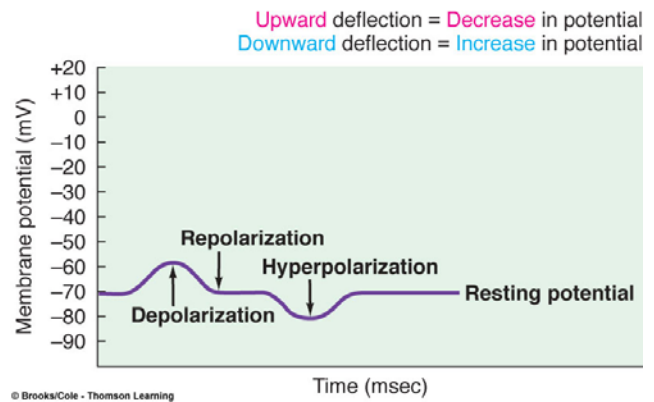 Upward deflection = Decrease in potential
Downward deflection = Increase in potential
Membrane potential (mV)
+20
+10
0
−10
−20
−30
−40
−50
−60
−70
−80
−90
Repolarization
Hyperpolarization
Depolarization
Resting potential
Time (msec)
© Brooks/Cole - Thomson Learning